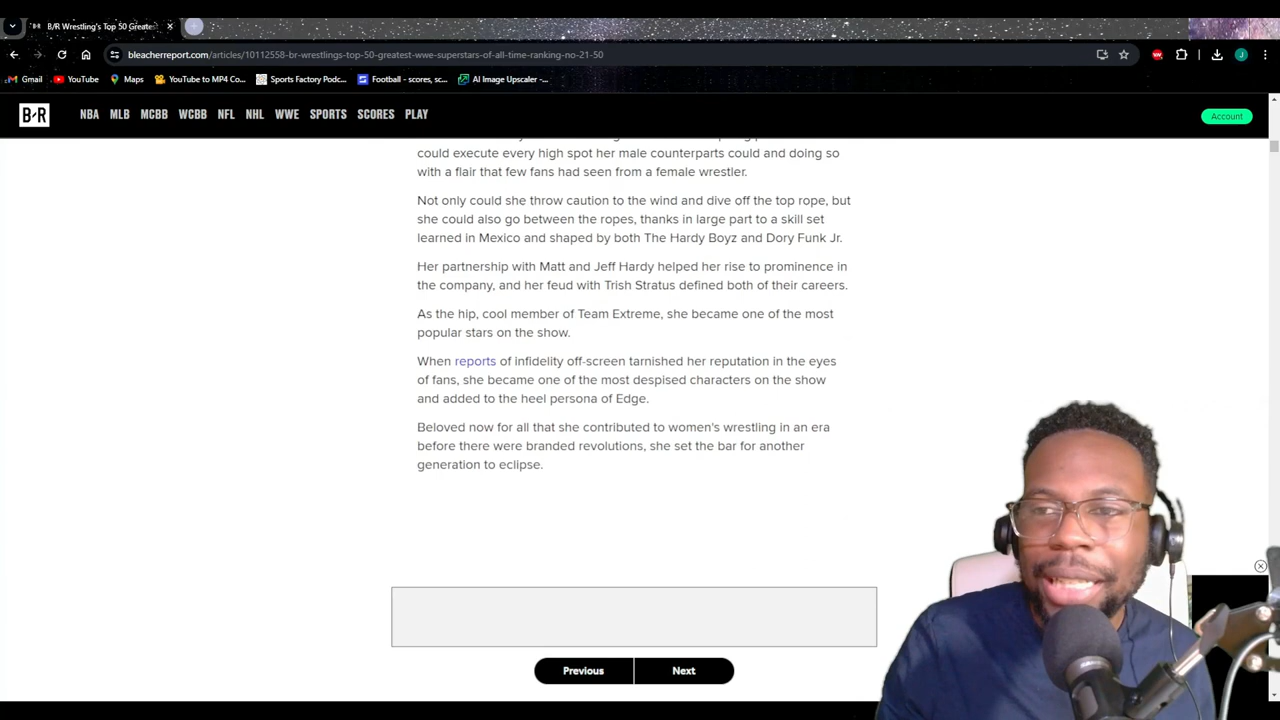 B/R Wrestling's Top 50 Greates
bleacherreport.com/articles/10112558-br-wrestlings-top-50-greatest-wwe-superstars-of-all-time-ranking-no-21-50
J
Gmail YouTube Maps YouTube to MP4 Co... Sports Factory Podc... Football - scores, sc... AI Image Upscaler -...
B/R NBA MLB MCBB WCBB NFL NHL WWE SPORTS SCORES PLAY Account
could execute every high spot her male counterparts could and doing so
with a flair that few fans had seen from a female wrestler.
Not only could she throw caution to the wind and dive off the top rope, but
she could also go between the ropes, thanks in large part to a skill set
learned in Mexico and shaped by both The Hardy Boyz and Dory Funk Jr.
Her partnership with Matt and Jeff Hardy helped her rise to prominence in
the company, and her feud with Trish Stratus defined both of their careers.
As the hip, cool member of Team Extreme, she became one of the most
popular stars on the show.
When reports of infidelity off-screen tarnished her reputation in the eyes
of fans, she became one of the most despised characters on the show
and added to the heel persona of Edge.
Beloved now for all that she contributed to women's wrestling in an era
before there were branded revolutions, she set the bar for another
generation to eclipse.
Previous Next